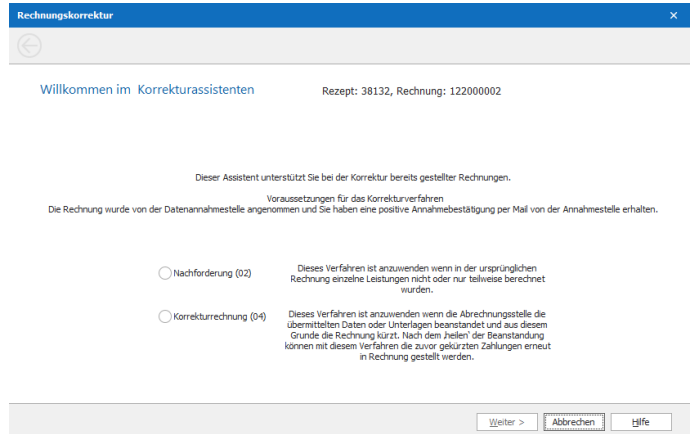 Rechnungskorrektur
Willkommen im Korrekturassistenten
Rezept: 38132, Rechnung: 122000002
Dieser Assistent unterstützt Sie bei der Korrektur bereits gestellter Rechnungen.
Voraussetzungen für das Korrekturverfahren
Die Rechnung wurde von der Datenannahmestelle angenommen und Sie haben eine positive Annahmebestätigung per Mail von der Annahmestelle erhalten.
Nachforderung (02)
Dieses Verfahren ist anzuwenden wenn in der ursprünglichen
Rechnung einzelne Leistungen nicht oder nur teilweise berechnet
wurden.
Korrekturrechnung (04)
Dieses Verfahren ist anzuwenden wenn die Abrechnungsstelle die
übermittelten Daten oder Unterlagen beanstandet und aus diesem
Grunde die Rechnung kürzt. Nach dem ‚heilen' der Beanstandung
können mit diesem Verfahren die zuvor gekürzten Zahlungen erneut
in Rechnung gestellt werden.
Weiter >
Abbrechen
Hilfe